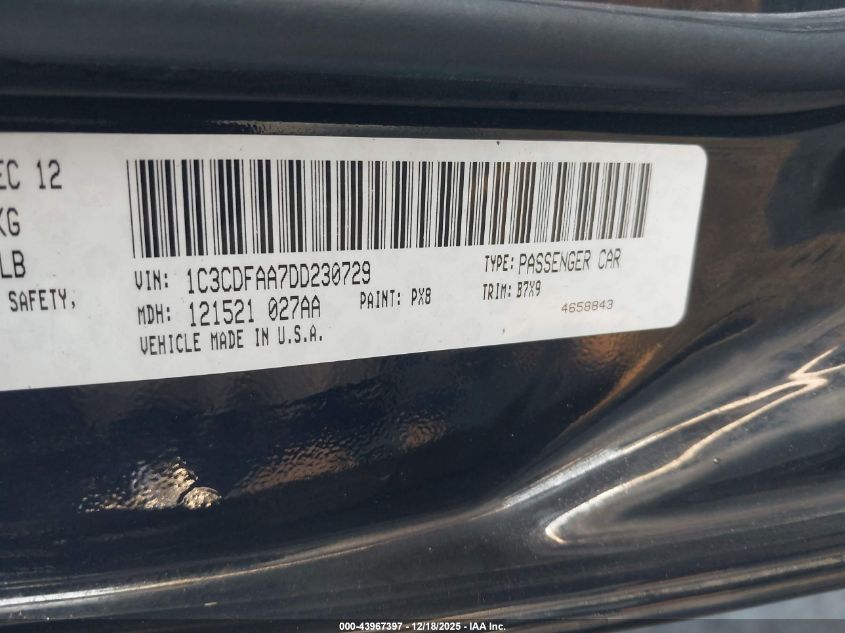 EC 12
KG
LB
SAFETY,
VIN: 1C3CDFAA7DD230729
TYPE: PASSENGER CAR
MDH: 121521 027AA
PAINT: PX8
TRIM: B7X9
VEHICLE MADE IN U.S.A.
4658843
000-43967397 - 12/18/2025 - IAA Inc.